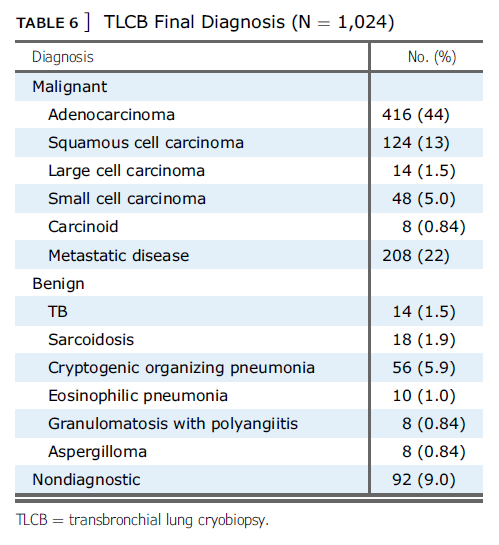 TABLE 6 ] TLCB Final Diagnosis (N = 1,024)
Diagnosis No. (%)
Malignant
Adenocarcinoma 416 (44)
Squamous cell carcinoma 124 (13)
Large cell carcinoma 14 (1.5)
Small cell carcinoma 48 (5.0)
Carcinoid 8 (0.84)
Metastatic disease 208 (22)
Benign
TB 14 (1.5)
Sarcoidosis 18 (1.9)
Cryptogenic organizing pneumonia 56 (5.9)
Eosinophilic pneumonia 10 (1.0)
Granulomatosis with polyangiitis 8 (0.84)
Aspergilloma 8 (0.84)
Nondiagnostic 92 (9.0)
TLCB = transbronchial lung cryobiopsy.